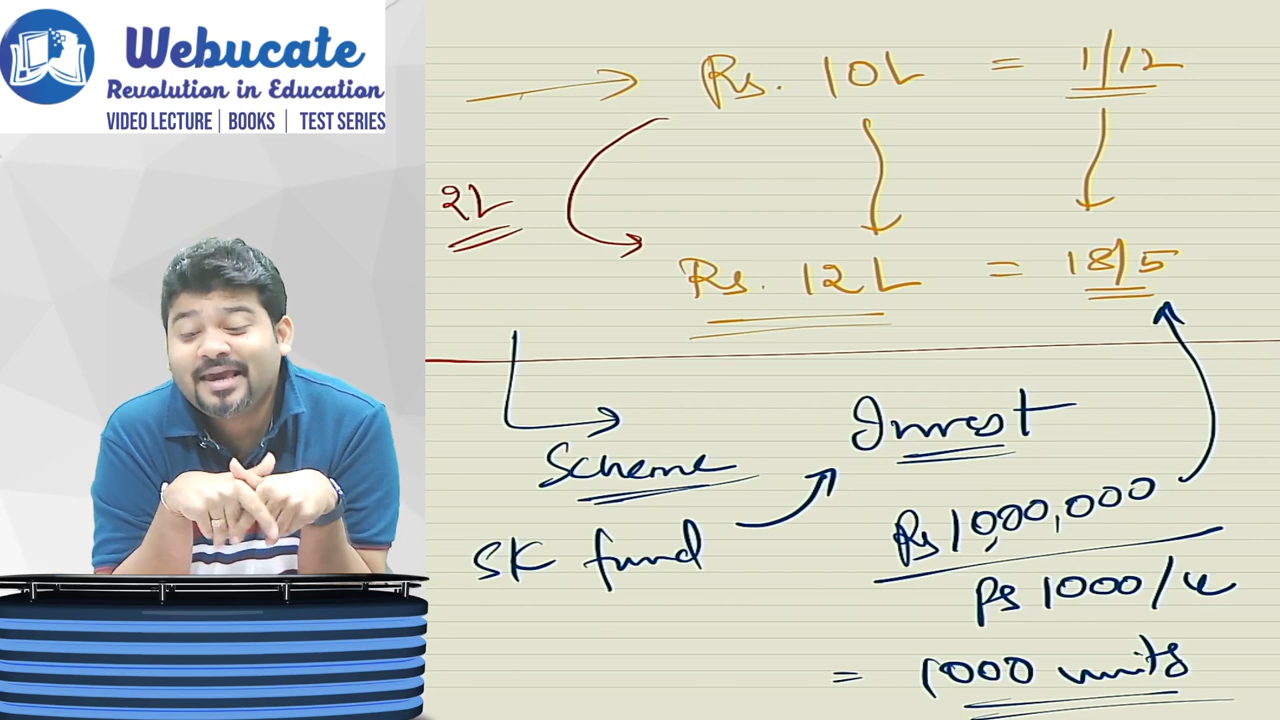 Webucate
Revolution in Education
VIDEO LECTURE | BOOKS | TEST SERIES
Rs. 10L = 1/12
2L
Rs. 12L = 18/5
Scheme
Invest
SK fund
Rs 1,000,000
Rs 1000/u
= 1000 units